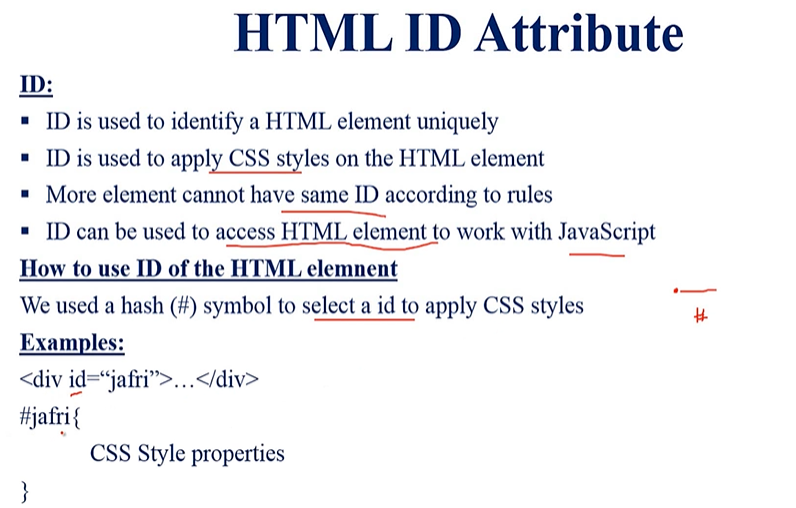 HTML ID Attribute
ID:
▪ ID is used to identify a HTML element uniquely
▪ ID is used to apply CSS styles on the HTML element
▪ More element cannot have same ID according to rules
▪ ID can be used to access HTML element to work with JavaScript
How to use ID of the HTML elemnent
We used a hash (#) symbol to select a id to apply CSS styles
#
Examples:
<div id=“jafri”>…</div>
#jafri{
CSS Style properties
}